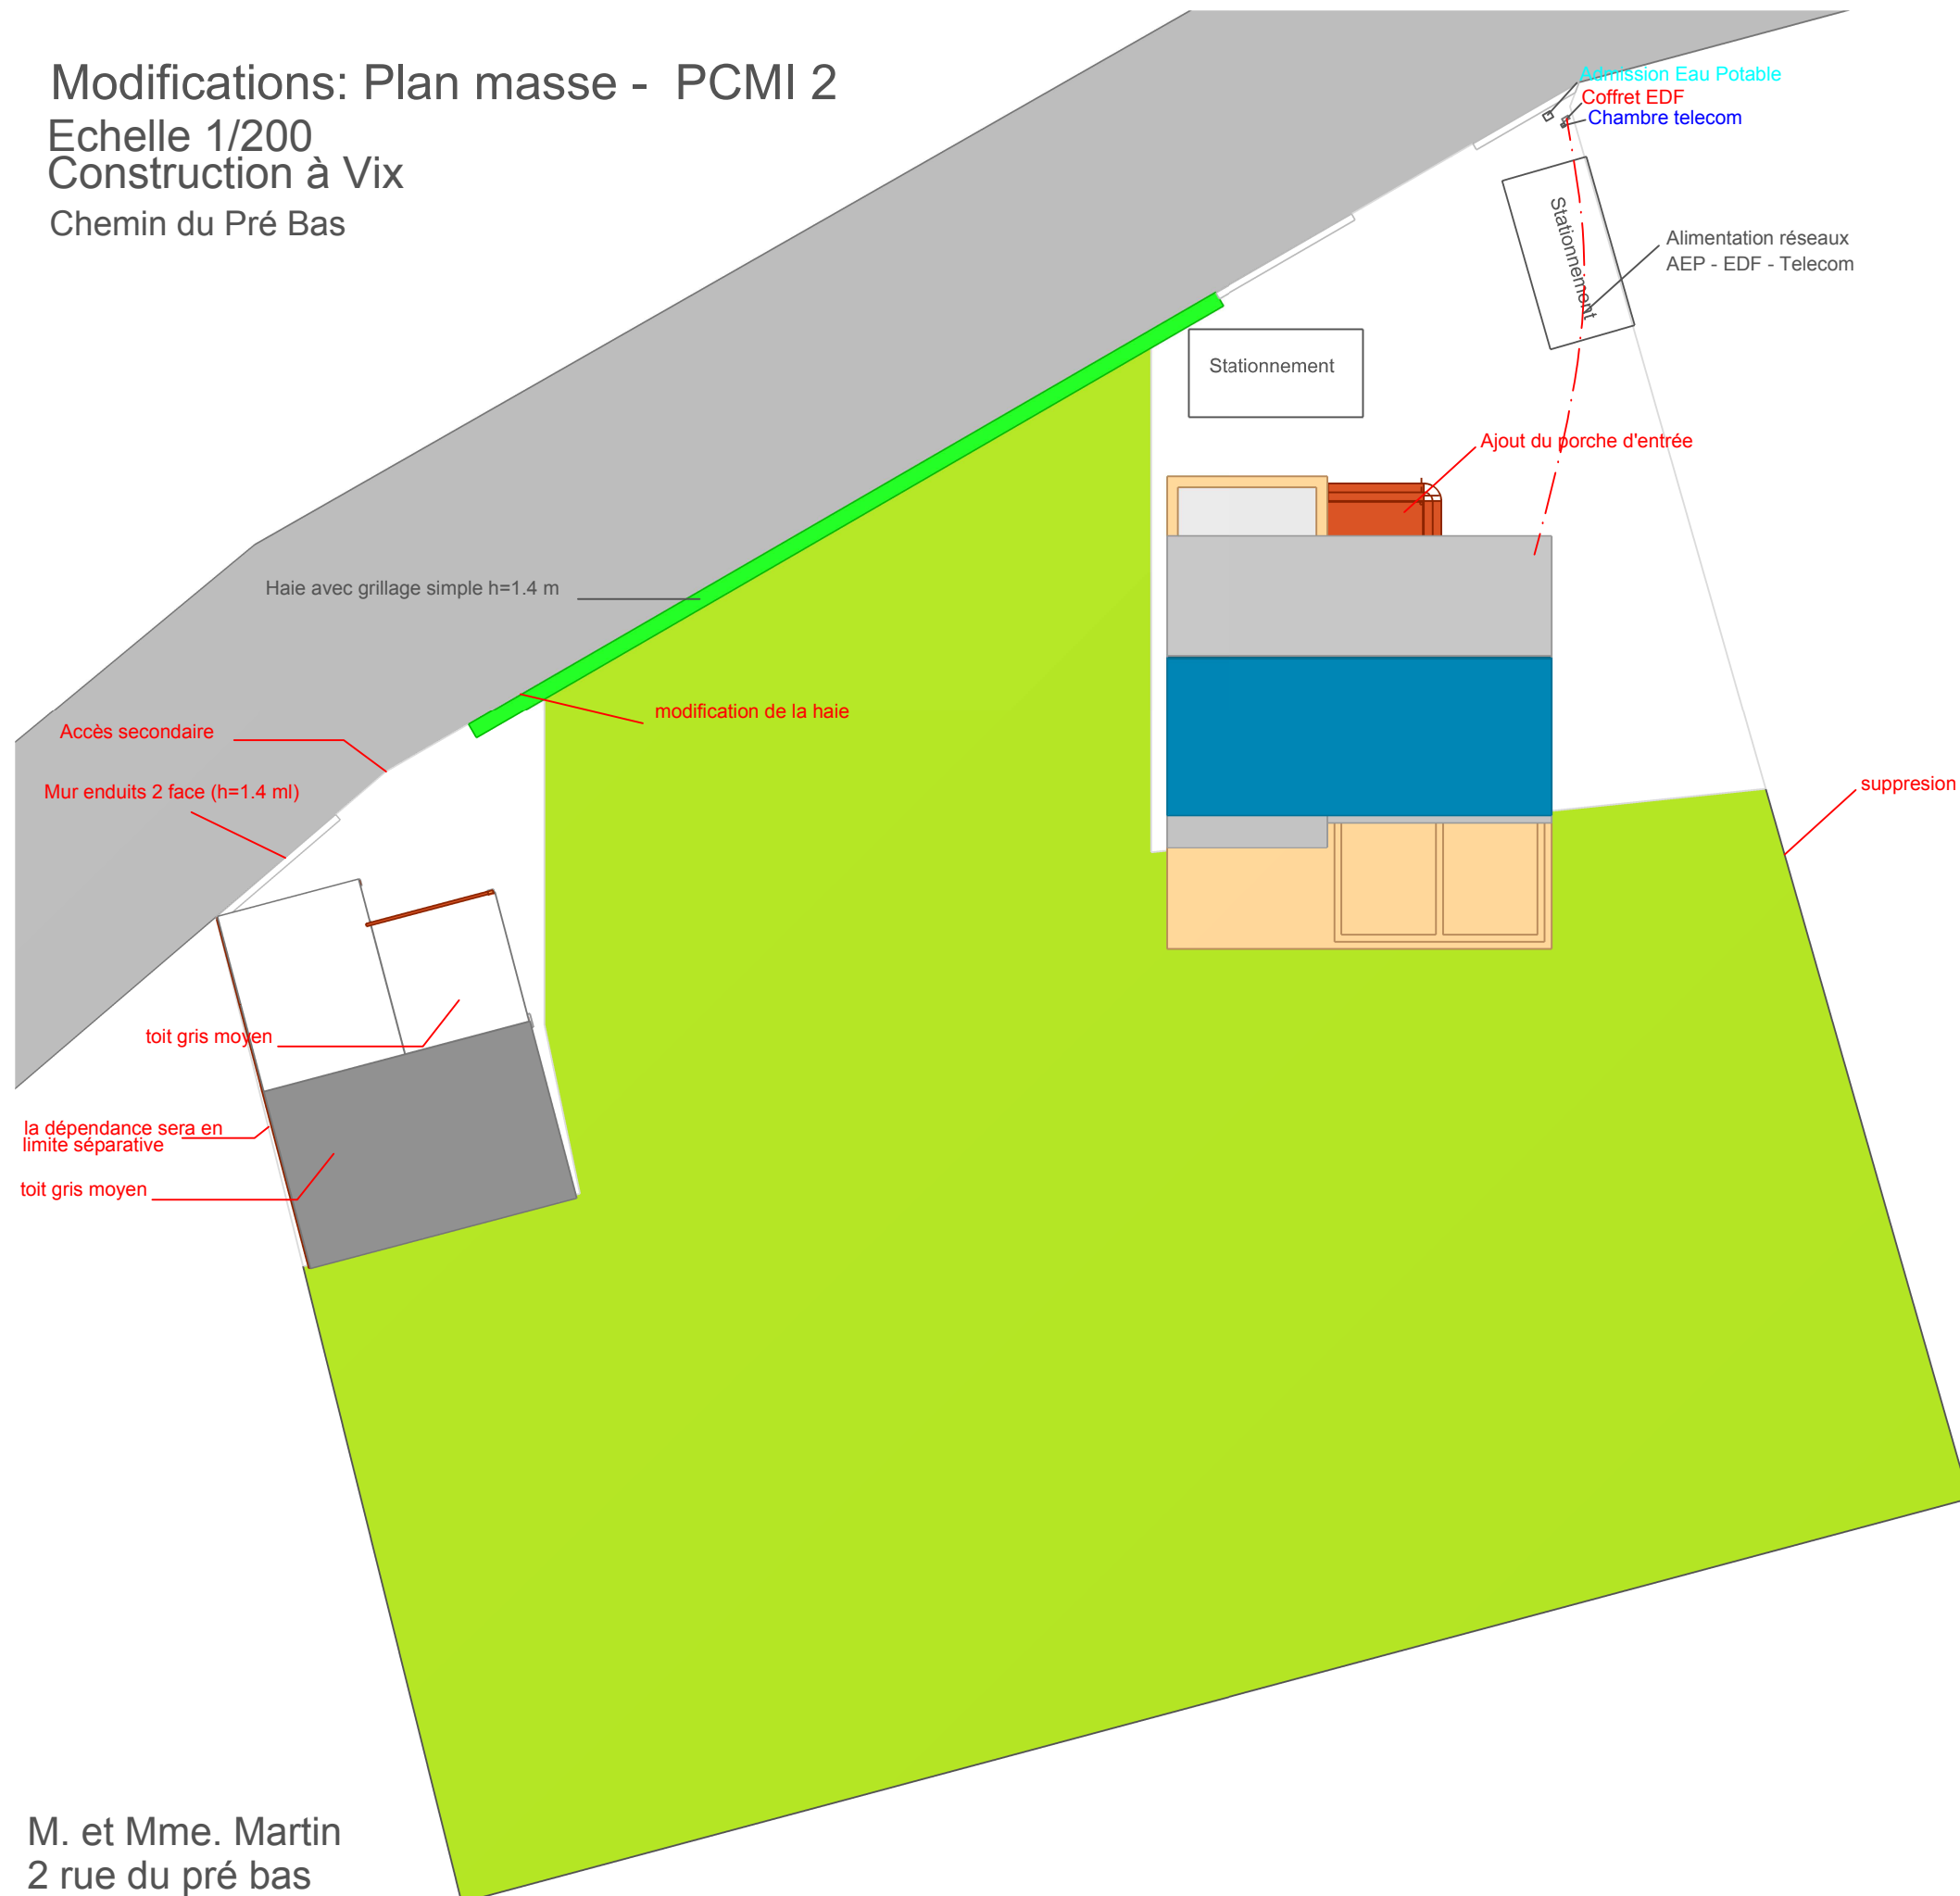 Modifications: Plan masse - PCMI 2
Echelle 1/200
Construction à Vix
Chemin du Pré Bas
Admission Eau Potable
Coffret EDF
Chambre telecom
Stationnement
Alimentation réseaux
AEP - EDF - Telecom
Stationnement
Ajout du porche d'entrée
Haie avec grillage simple h=1.4 m
modification de la haie
Accès secondaire
Mur enduits 2 face (h=1.4 ml)
suppresion
toit gris moyen
la dépendance sera en
limite séparative
toit gris moyen
M. et Mme. Martin
2 rue du pré bas